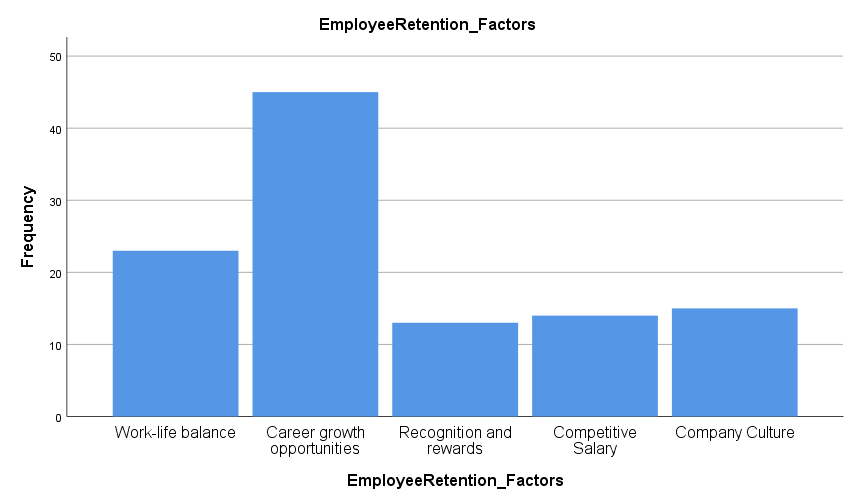 EmployeeRetention_Factors
50
40
30
20
10
0
Frequency
Work-life balance
Career growth
opportunities
Recognition and
rewards
Competitive
Salary
Company Culture
EmployeeRetention_Factors